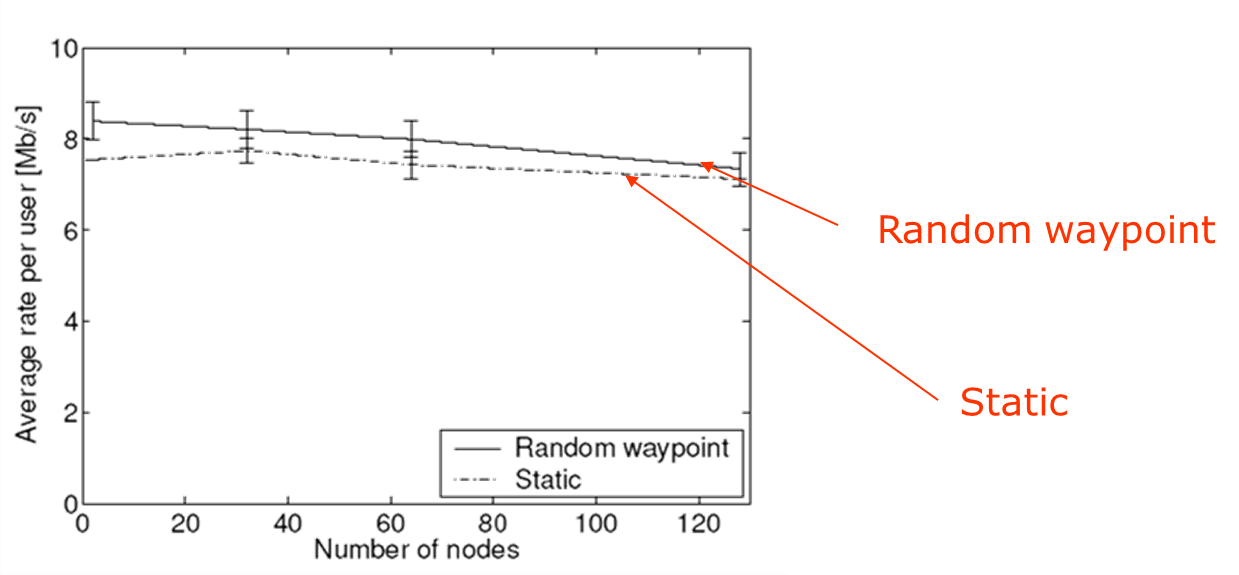 10
8
6
4
2
0
0 20 40 60 80 100 120
Average rate per user [Mb/s]
Number of nodes
Random waypoint
Static
Random waypoint
Static